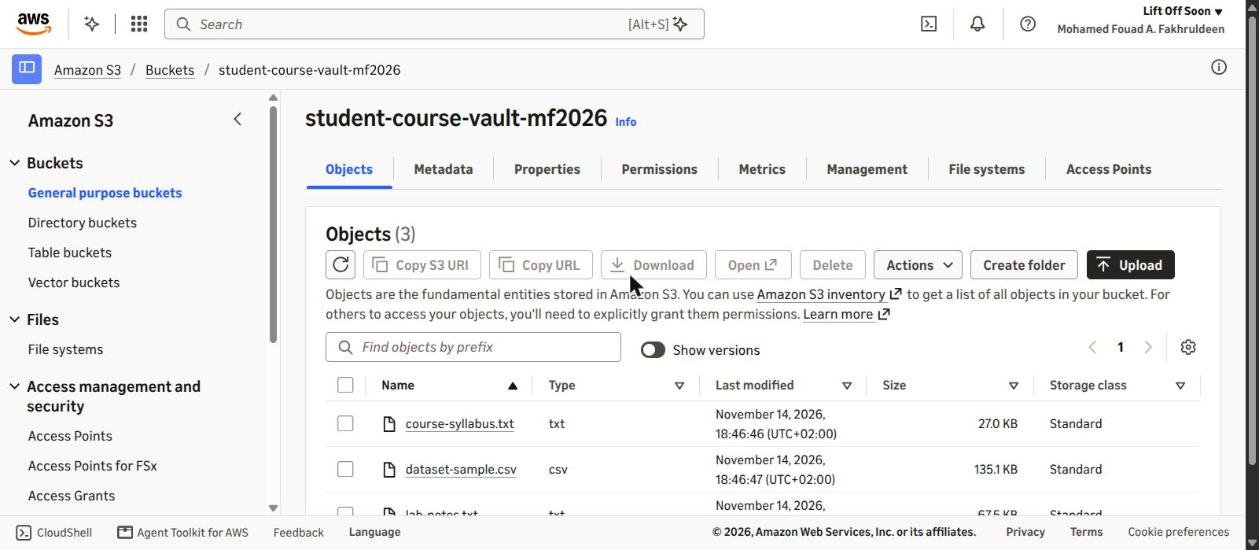 aws
Search [Alt+S]
Lift Off Soon
Mohamed Fouad A. Fakhruldeen
Amazon S3 / Buckets / student-course-vault-mf2026
Amazon S3
Buckets
General purpose buckets
Directory buckets
Table buckets
Vector buckets
Files
File systems
Access management and
security
Access Points
Access Points for FSx
Access Grants
student-course-vault-mf2026 Info
Objects Metadata Properties Permissions Metrics Management File systems Access Points
Objects (3)
Copy S3 URI Copy URL Download Open Delete Actions Create folder Upload
Objects are the fundamental entities stored in Amazon S3. You can use Amazon S3 inventory to get a list of all objects in your bucket. For
others to access your objects, you'll need to explicitly grant them permissions. Learn more
Find objects by prefix Show versions 1
Name Type Last modified Size Storage class
course-syllabus.txt txt November 14, 2026, 18:46:46 (UTC+02:00) 27.0 KB Standard
dataset-sample.csv csv November 14, 2026, 18:46:47 (UTC+02:00) 135.1 KB Standard
lab-notes.txt txt November 14, 2026, 67.5 KB Standard
CloudShell Agent Toolkit for AWS Feedback Language © 2026, Amazon Web Services, Inc. or its affiliates. Privacy Terms Cookie preferences